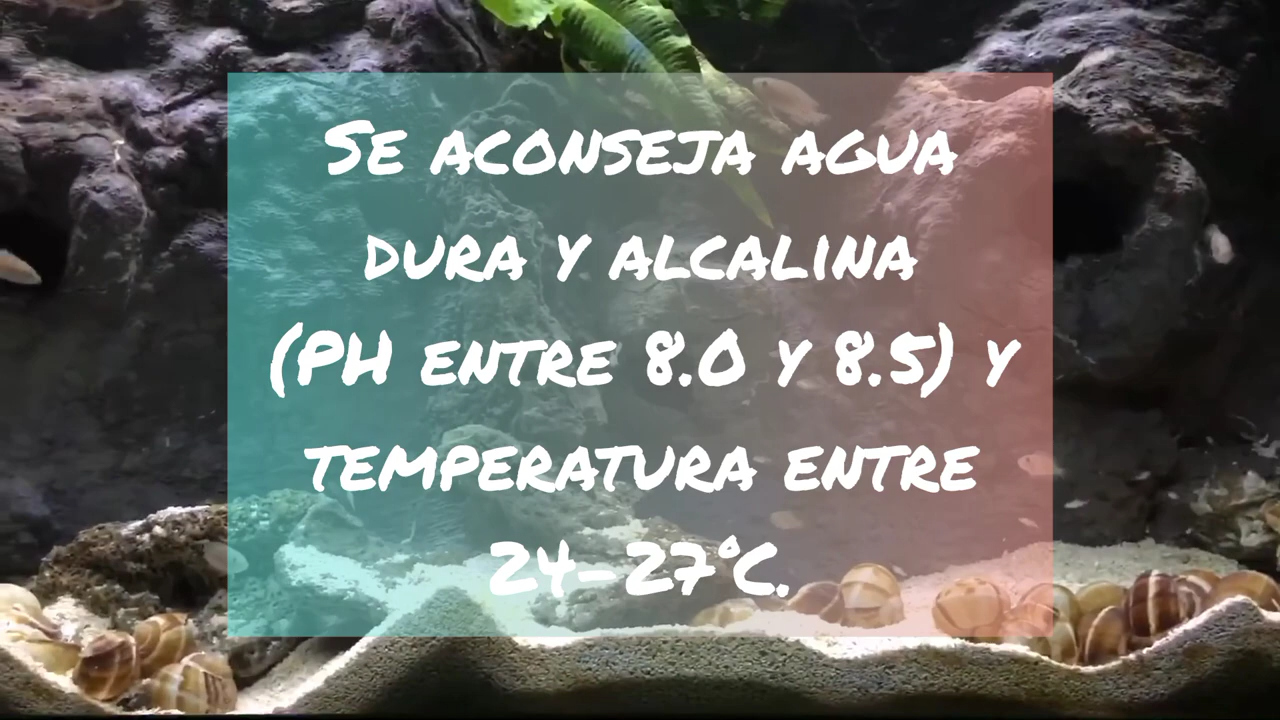 Se aconseja agua
dura y alcalina
(PH entre 8.0 y 8.5) y
temperatura entre
24-27°C.